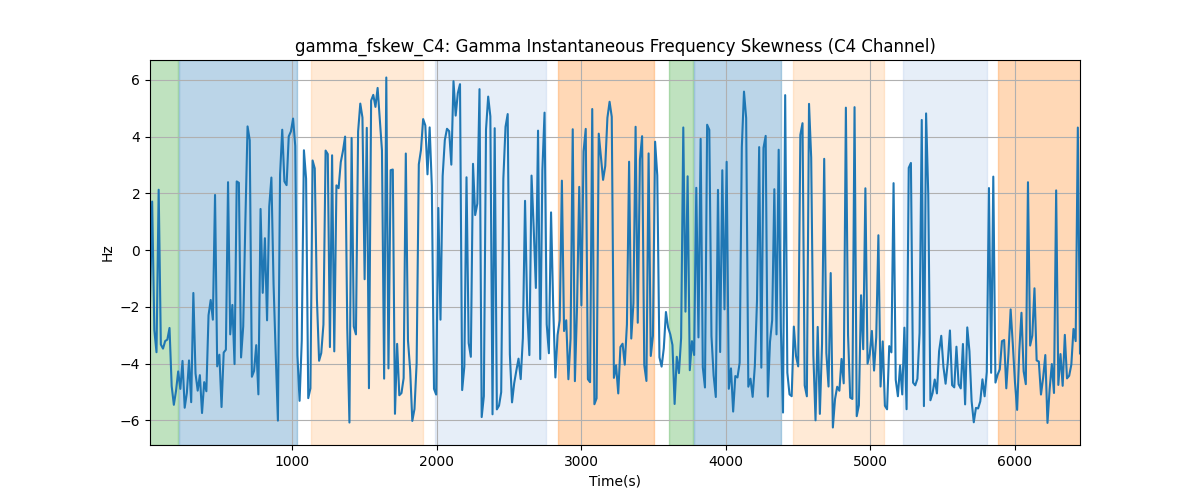 gamma_fskew_C4: Gamma Instantaneous Frequency Skewness (C4 Channel)
6
4
2
0
−2
−4
−6
Hz
1000 2000 3000 4000 5000 6000
Time(s)